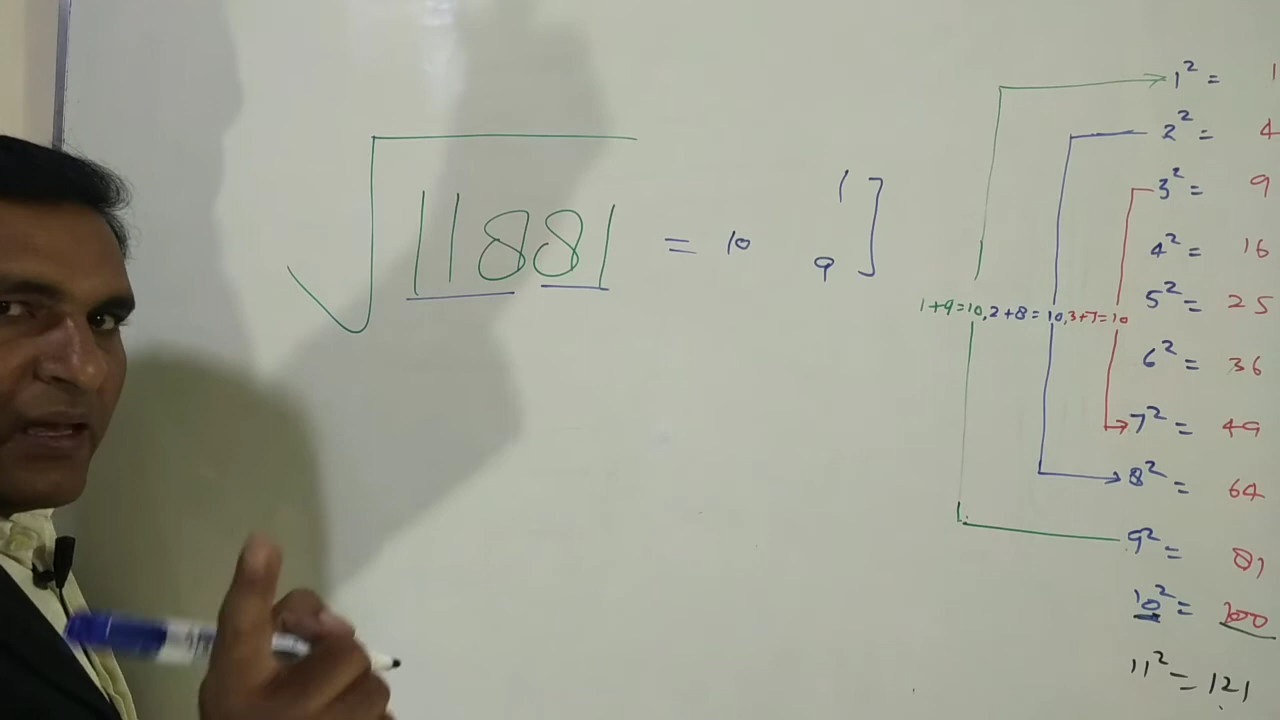 √11881 = 10 1]
9
1+9=10, 2+8=10, 3+7=10
1² = 1
2² = 4
3² = 9
4² = 16
5² = 25
6² = 36
7² = 49
8² = 64
9² = 81
10² = 100
11² = 121